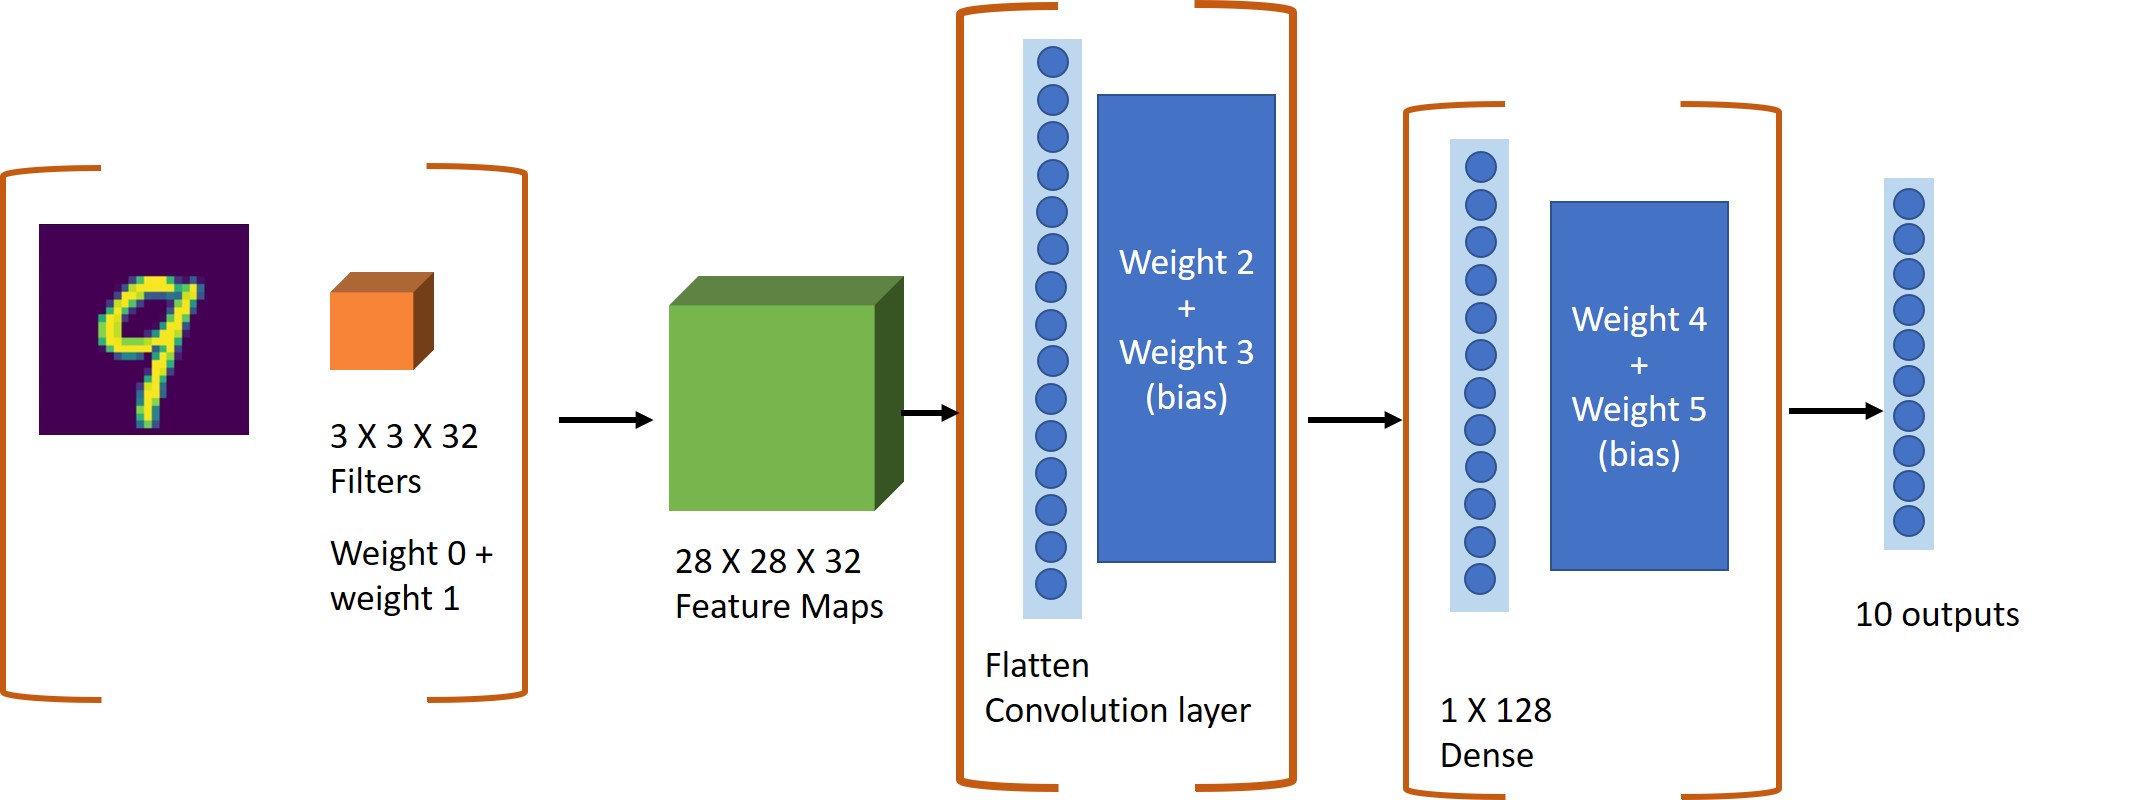 3 X 3 X 32
Filters
Weight 0 +
weight 1
28 X 28 X 32
Feature Maps
Weight 2
+
Weight 3
(bias)
Flatten
Convolution layer
Weight 4
+
Weight 5
(bias)
1 X 128
Dense
10 outputs